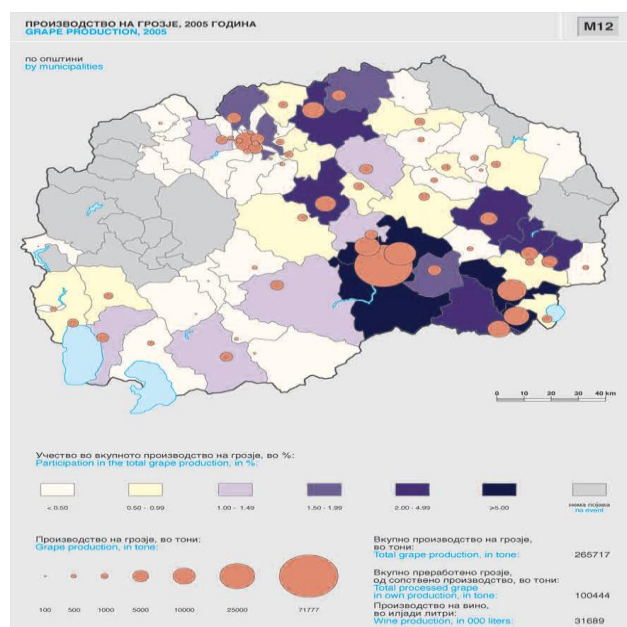 ПРОИЗВОДСТВО НА ГРОЗЈЕ, 2005 ГОДИНА
GRAPE PRODUCTION, 2005
M12
по општини
by municipalities
0 10 20 30 40 km
Учество во вкупното производство на грозје, во %:
Participation in the total grape production, in %:
< 0.50
0.50 - 0.99
1.00 - 1.49
1.50 - 1.99
2.00 - 4.99
≥5.00
нема појава
no event
Производство на грозје, во тони:
Grape production, in tone:
100
500
1000
5000
10000
25000
71777
Вкупно производство на грозје,
во тони:
Total grape production, in tone: 265717
Вкупно преработено грозје,
од сопствено производство, во тони:
Total processed grape
in own production, in tone: 100444
Производство на вино,
во илјади литри:
Wine production, in 000 liters: 31689